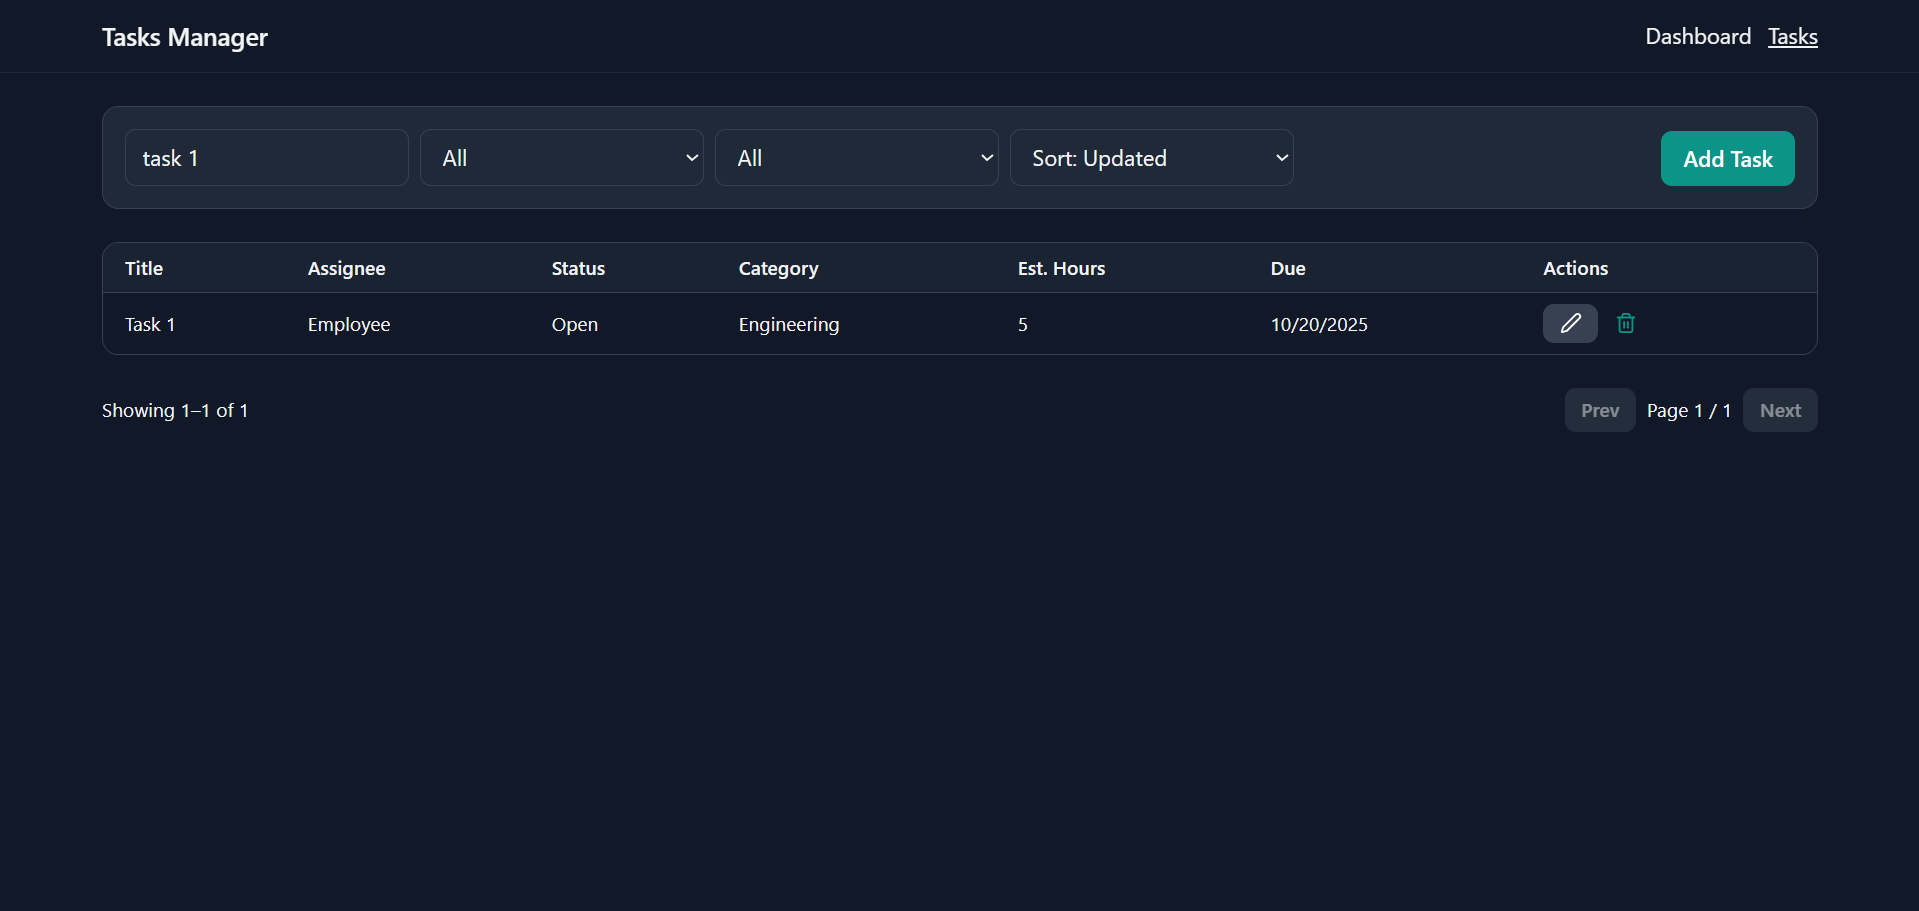 Tasks Manager Dashboard Tasks
task 1 All All Sort: Updated Add Task
Title Assignee Status Category Est. Hours Due Actions
Task 1 Employee Open Engineering 5 10/20/2025
Showing 1–1 of 1 Prev Page 1 / 1 Next